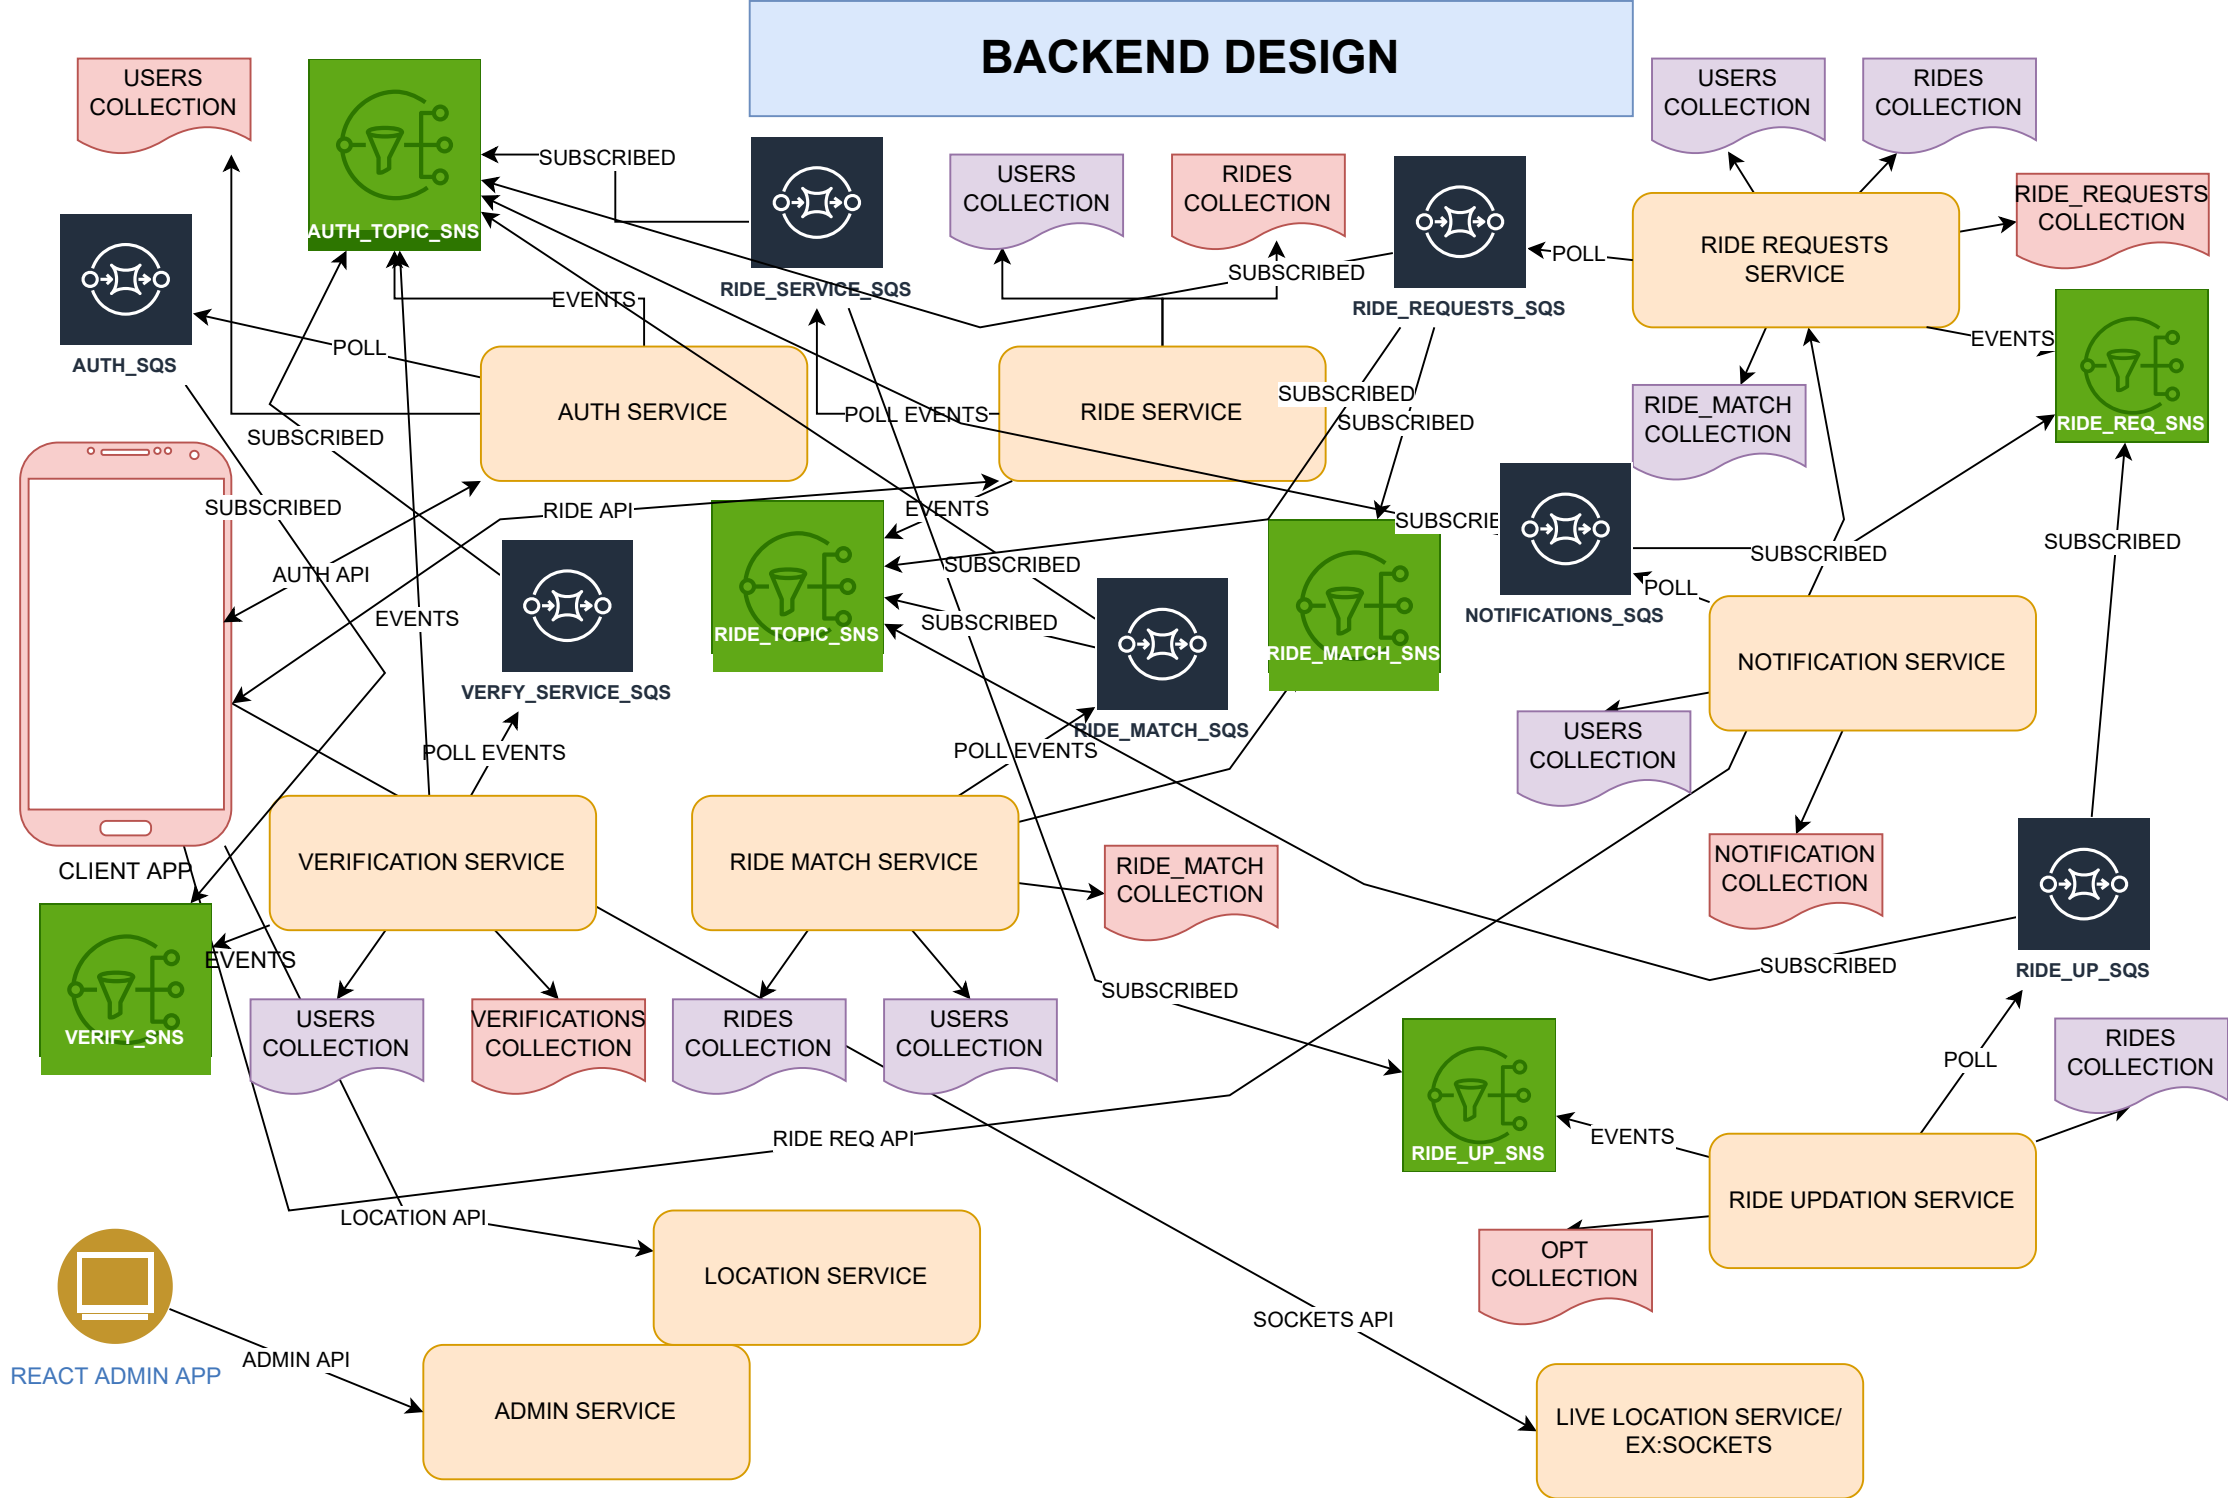 BACKEND DESIGN
USERS
COLLECTION
AUTH_TOPIC_SNS
SUBSCRIBED
RIDE_SERVICE_SQS
USERS
COLLECTION
RIDES
COLLECTION
SUBSCRIBED
RIDE_REQUESTS_SQS
USERS
COLLECTION
RIDES
COLLECTION
RIDE_REQUESTS
COLLECTION
POLL
RIDE REQUESTS
SERVICE
AUTH_SQS
POLL
EVENTS
AUTH SERVICE
POLL EVENTS
RIDE SERVICE
SUBSCRIBED
SUBSCRIBED
RIDE_MATCH
COLLECTION
EVENTS
RIDE_REQ_SNS
SUBSCRIBED
SUBSCRIBED
RIDE API
EVENTS
SUBSCRIBE
NOTIFICATIONS_SQS
SUBSCRIBED
SUBSCRIBED
AUTH API
EVENTS
VERFY_SERVICE_SQS
RIDE_TOPIC_SNS
SUBSCRIBED
SUBSCRIBED
RIDE_MATCH_SQS
RIDE_MATCH_SNS
POLL
NOTIFICATION SERVICE
POLL EVENTS
POLL EVENTS
USERS
COLLECTION
CLIENT APP
VERIFICATION SERVICE
RIDE MATCH SERVICE
RIDE_MATCH
COLLECTION
NOTIFICATION
COLLECTION
RIDE_UP_SQS
SUBSCRIBED
EVENTS
VERIFY_SNS
USERS
COLLECTION
VERIFICATIONS
COLLECTION
RIDES
COLLECTION
USERS
COLLECTION
SUBSCRIBED
RIDE_UP_SNS
POLL
RIDES
COLLECTION
EVENTS
RIDE REQ API
RIDE UPDATION SERVICE
LOCATION API
LOCATION SERVICE
OPT
COLLECTION
SOCKETS API
REACT ADMIN APP
ADMIN API
ADMIN SERVICE
LIVE LOCATION SERVICE/
EX:SOCKETS